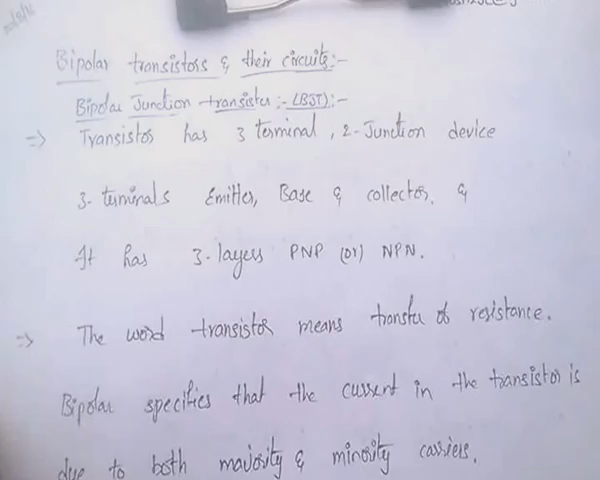 Bipolar transistors & their circuits:-
Bipolar Junction transistor :- (BJT):-
=> Transistor has 3 terminal, 2-Junction device
3-terminals Emitter, Base & collector. &
It has 3-layers PNP (or) NPN.
=> The word transistor means transfer of resistance.
Bipolar specifies that the current in the transistor is
due to both majority & minority carriers.